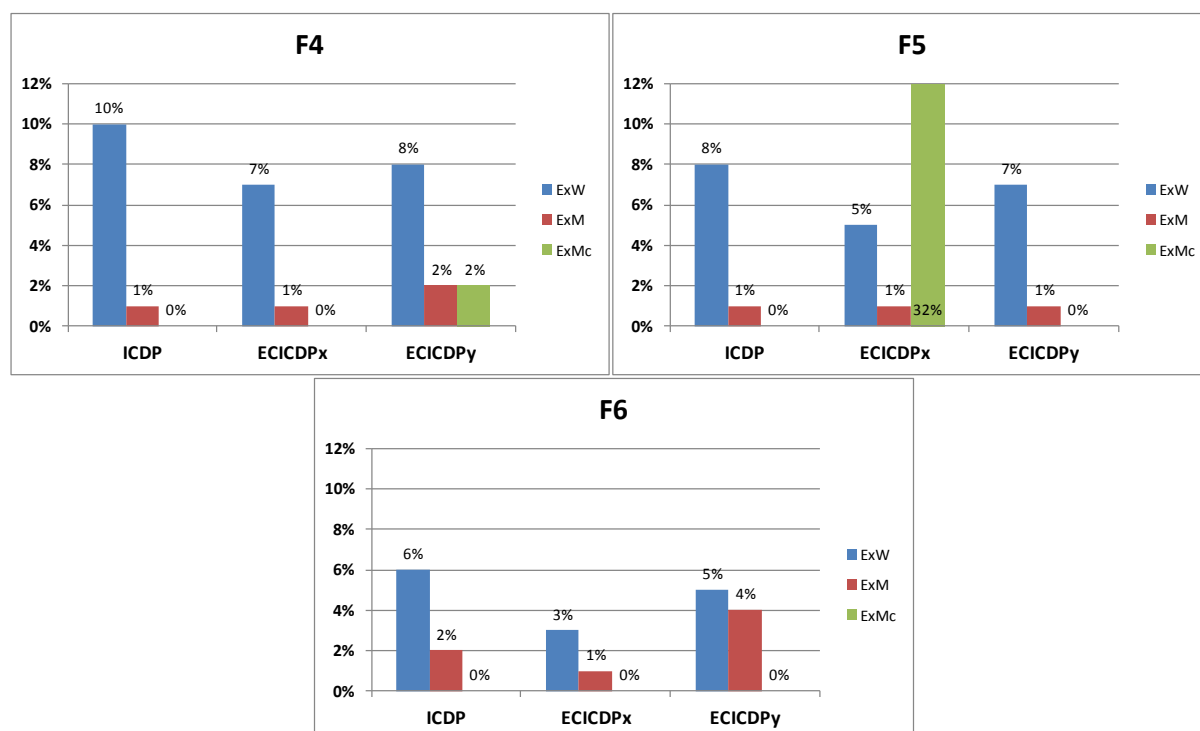 F4
12%
10%
8%
6%
4%
2%
0%
10%
1%
0%
7%
1%
0%
8%
2%
2%
ICDP
ECICDPx
ECICDPy
ExW
ExM
ExMc
F5
12%
10%
8%
6%
4%
2%
0%
8%
1%
0%
5%
1%
32%
7%
1%
0%
ICDP
ECICDPx
ECICDPy
ExW
ExM
ExMc
F6
12%
10%
8%
6%
4%
2%
0%
6%
2%
0%
3%
1%
0%
5%
4%
0%
ICDP
ECICDPx
ECICDPy
ExW
ExM
ExMc